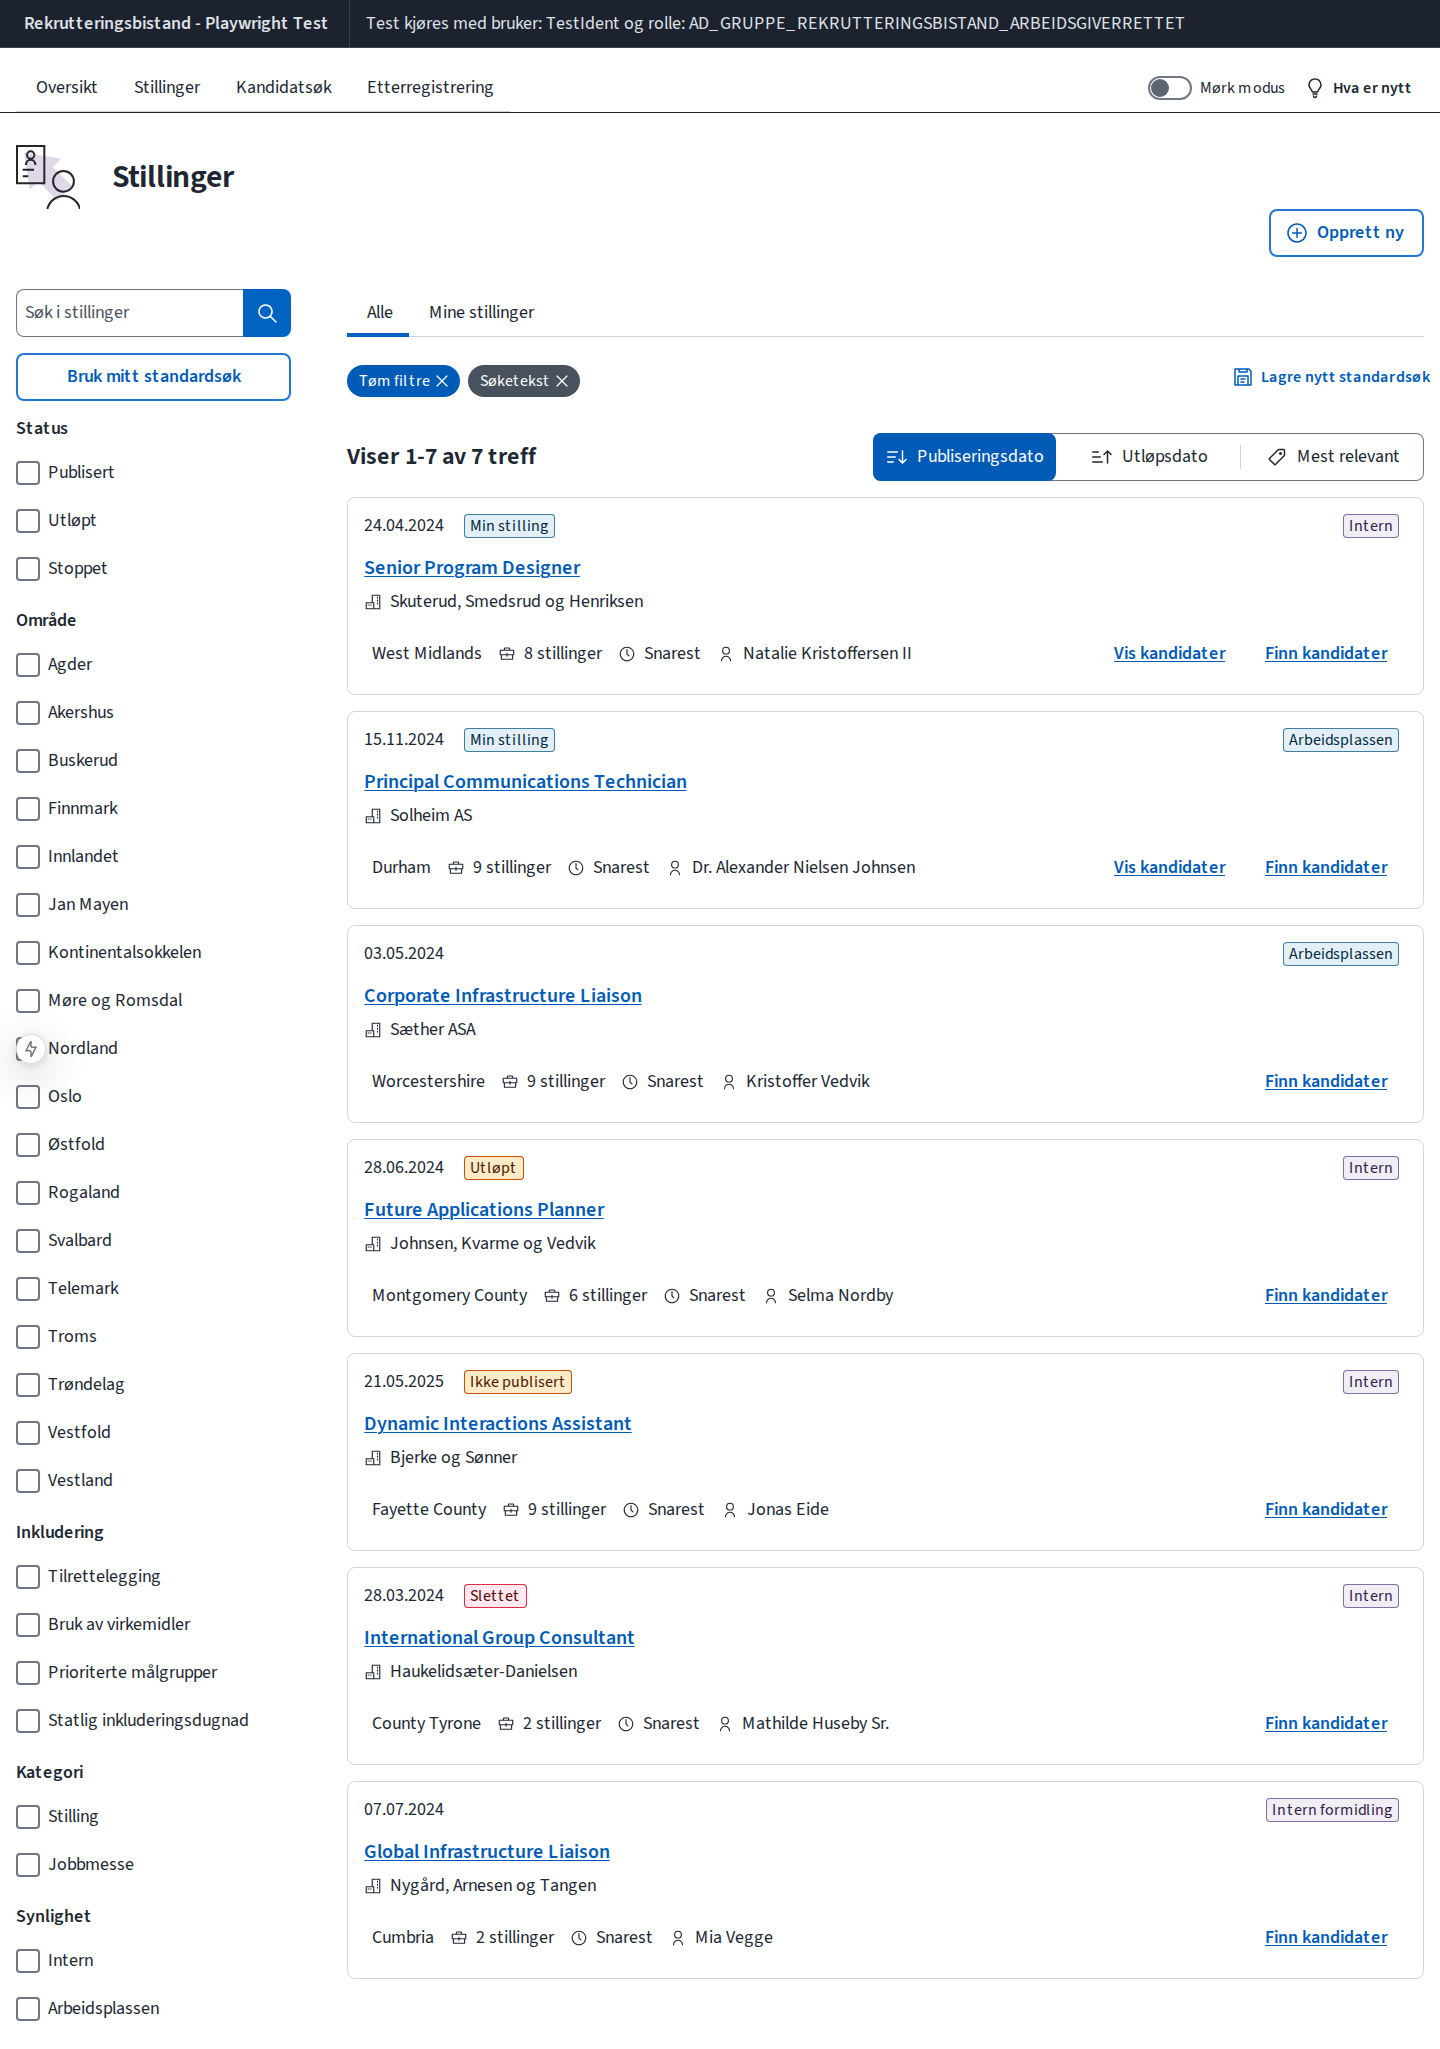 Rekrutteringsbistand - Playwright Test Test kjøres med bruker: TestIdent og rolle: AD_GRUPPE_REKRUTTERINGSBISTAND_ARBEIDSGIVERRETTET
Oversikt Stillinger Kandidatsøk Etterregistrering Mørk modus Hva er nytt
Stillinger
Opprett ny
Søk i stillinger
Bruk mitt standardsøk
Status
Publisert
Utløpt
Stoppet
Område
Agder
Akershus
Buskerud
Finnmark
Innlandet
Jan Mayen
Kontinentalsokkelen
Møre og Romsdal
Nordland
Oslo
Østfold
Rogaland
Svalbard
Telemark
Troms
Trøndelag
Vestfold
Vestland
Inkludering
Tilrettelegging
Bruk av virkemidler
Prioriterte målgrupper
Statlig inkluderingsdugnad
Kategori
Stilling
Jobbmesse
Synlighet
Intern
Arbeidsplassen
Alle Mine stillinger
Tøm filtre Søketekst Lagre nytt standardsøk
Viser 1-7 av 7 treff Publiseringsdato Utløpsdato Mest relevant
24.04.2024 Min stilling Intern
Senior Program Designer
Skuterud, Smedsrud og Henriksen
West Midlands 8 stillinger Snarest Natalie Kristoffersen II Vis kandidater Finn kandidater
15.11.2024 Min stilling Arbeidsplassen
Principal Communications Technician
Solheim AS
Durham 9 stillinger Snarest Dr. Alexander Nielsen Johnsen Vis kandidater Finn kandidater
03.05.2024 Arbeidsplassen
Corporate Infrastructure Liaison
Sæther ASA
Worcestershire 9 stillinger Snarest Kristoffer Vedvik Finn kandidater
28.06.2024 Utløpt Intern
Future Applications Planner
Johnsen, Kvarme og Vedvik
Montgomery County 6 stillinger Snarest Selma Nordby Finn kandidater
21.05.2025 Ikke publisert Intern
Dynamic Interactions Assistant
Bjerke og Sønner
Fayette County 9 stillinger Snarest Jonas Eide Finn kandidater
28.03.2024 Slettet Intern
International Group Consultant
Haukelidsæter-Danielsen
County Tyrone 2 stillinger Snarest Mathilde Huseby Sr. Finn kandidater
07.07.2024 Intern formidling
Global Infrastructure Liaison
Nygård, Arnesen og Tangen
Cumbria 2 stillinger Snarest Mia Vegge Finn kandidater